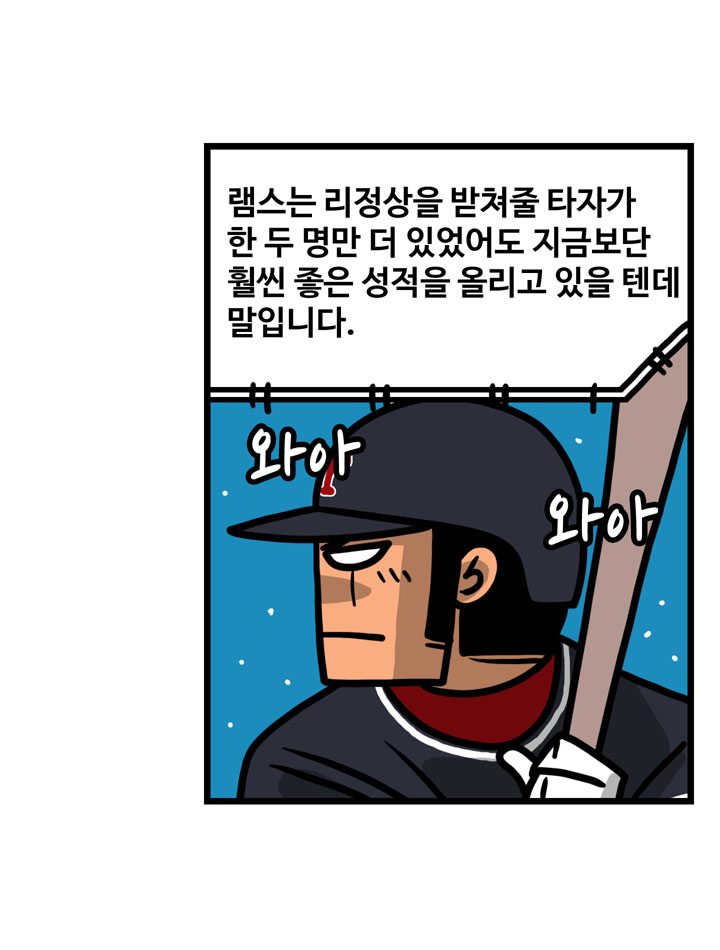 램스는 리정상을 받쳐줄 타자가
한 두 명만 더 있었어도 지금보단
훨씬 좋은 성적을 올리고 있을 텐데
말입니다.
와아
와아